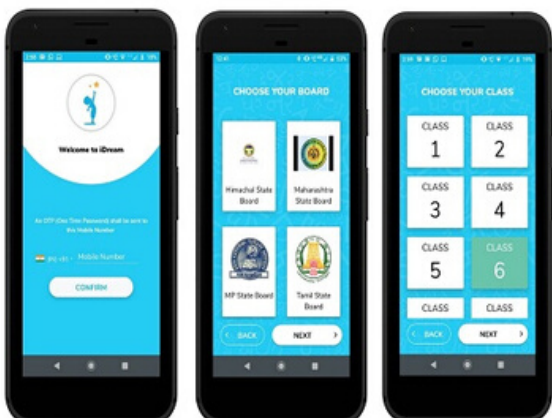 Welcome to iDream
An OTP (One Time Password) shall be sent to
this Mobile Number
(IN) +91 Mobile Number
CONFIRM
CHOOSE YOUR BOARD
Himachal State
Board
Maharashtra
State Board
MP State Board
Tamil State
Board
BACK
NEXT
CHOOSE YOUR CLASS
CLASS
1
CLASS
2
CLASS
3
CLASS
4
CLASS
5
CLASS
6
CLASS
CLASS
BACK
NEXT